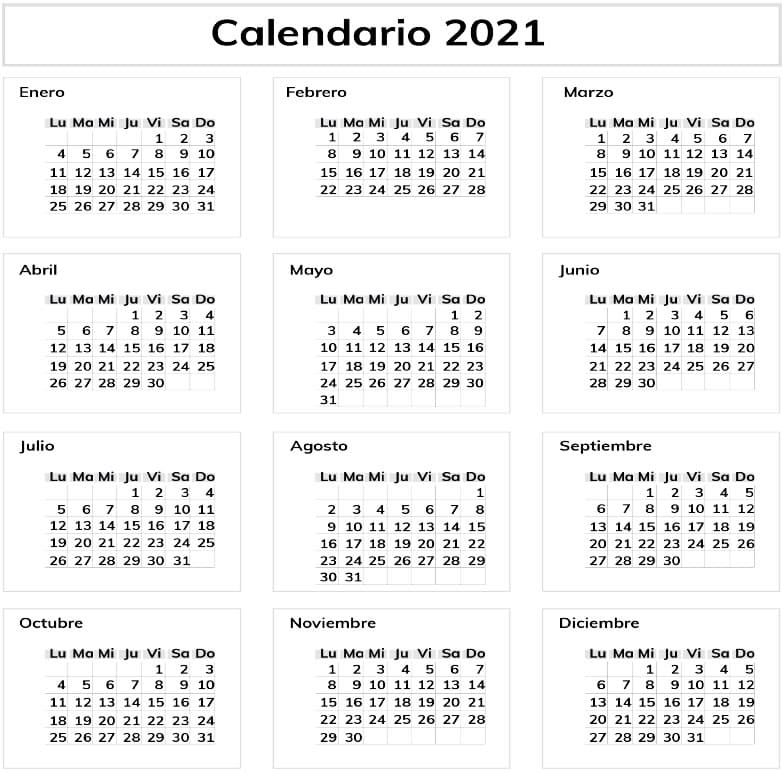 Calendario 2021
Enero
Lu Ma Mi Ju Vi Sa Do
1 2 3
4 5 6 7 8 9 10
11 12 13 14 15 16 17
18 19 20 21 22 23 24
25 26 27 28 29 30 31
Febrero
Lu Ma Mi Ju Vi Sa Do
1 2 3 4 5 6 7
8 9 10 11 12 13 14
15 16 17 18 19 20 21
22 23 24 25 26 27 28
Marzo
Lu Ma Mi Ju Vi Sa Do
1 2 3 4 5 6 7
8 9 10 11 12 13 14
15 16 17 18 19 20 21
22 23 24 25 26 27 28
29 30 31
Abril
Lu Ma Mi Ju Vi Sa Do
1 2 3 4
5 6 7 8 9 10 11
12 13 14 15 16 17 18
19 20 21 22 23 24 25
26 27 28 29 30
Mayo
Lu Ma Mi Ju Vi Sa Do
1 2
3 4 5 6 7 8 9
10 11 12 13 14 15 16
17 18 19 20 21 22 23
24 25 26 27 28 29 30
31
Junio
Lu Ma Mi Ju Vi Sa Do
1 2 3 4 5 6
7 8 9 10 11 12 13
14 15 16 17 18 19 20
21 22 23 24 25 26 27
28 29 30
Julio
Lu Ma Mi Ju Vi Sa Do
1 2 3 4
5 6 7 8 9 10 11
12 13 14 15 16 17 18
19 20 21 22 23 24 25
26 27 28 29 30 31
Agosto
Lu Ma Mi Ju Vi Sa Do
1
2 3 4 5 6 7 8
9 10 11 12 13 14 15
16 17 18 19 20 21 22
23 24 25 26 27 28 29
30 31
Septiembre
Lu Ma Mi Ju Vi Sa Do
1 2 3 4 5
6 7 8 9 10 11 12
13 14 15 16 17 18 19
20 21 22 23 24 25 26
27 28 29 30
Octubre
Lu Ma Mi Ju Vi Sa Do
1 2 3
4 5 6 7 8 9 10
11 12 13 14 15 16 17
18 19 20 21 22 23 24
25 26 27 28 29 30 31
Noviembre
Lu Ma Mi Ju Vi Sa Do
1 2 3 4 5 6 7
8 9 10 11 12 13 14
15 16 17 18 19 20 21
22 23 24 25 26 27 28
29 30
Diciembre
Lu Ma Mi Ju Vi Sa Do
1 2 3 4 5
6 7 8 9 10 11 12
13 14 15 16 17 18 19
20 21 22 23 24 25 26
27 28 29 30 31